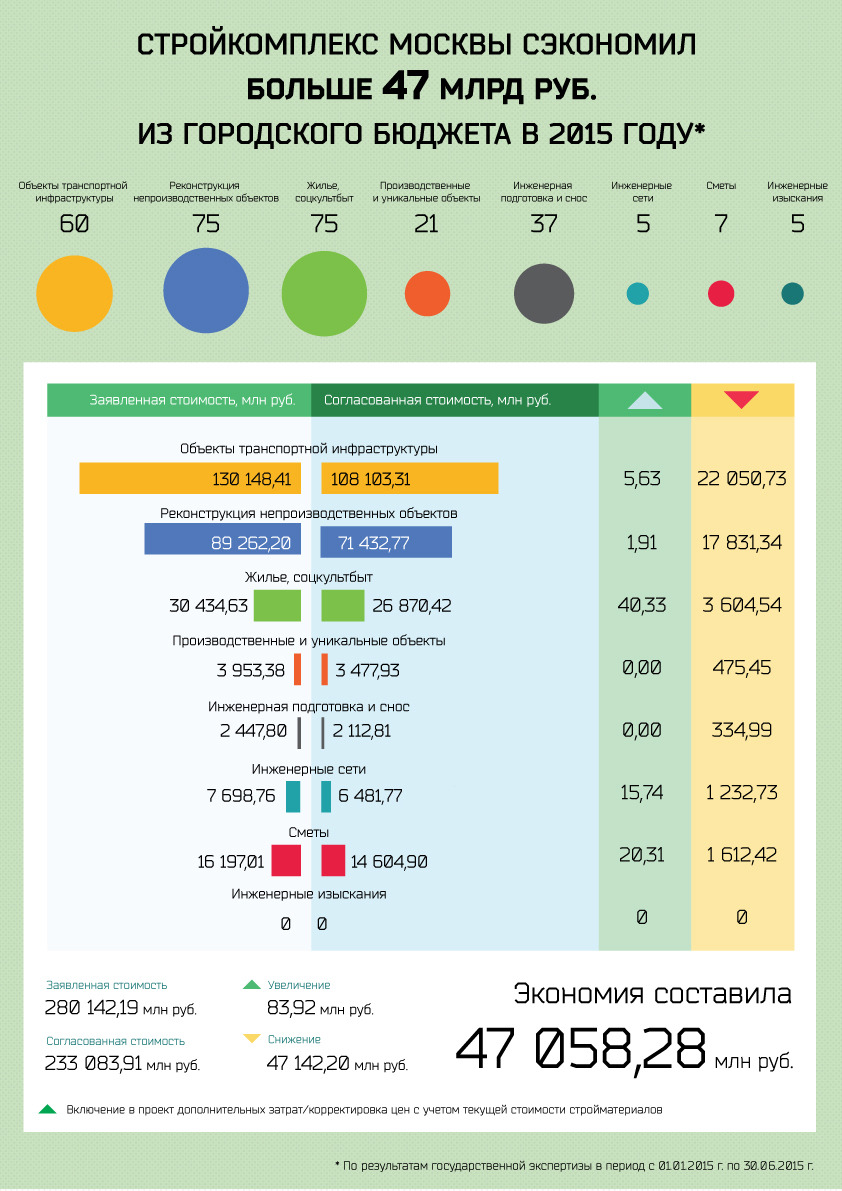 СТРОЙКОМПЛЕКС МОСКВЫ СЭКОНОМИЛ
БОЛЬШЕ 47 МЛРД РУБ.
ИЗ ГОРОДСКОГО БЮДЖЕТА В 2015 ГОДУ*
Объекты транспортной
инфраструктуры
60
Реконструкция
непроизводственных объектов
75
Жилье,
соцкультбыт
75
Производственные
и уникальные объекты
21
Инженерная
подготовка и снос
37
Инженерные
сети
5
Сметы
7
Инженерные
изыскания
5
Заявленная стоимость, млн руб. Согласованная стоимость, млн руб.
Объекты транспортной инфраструктуры
130 148,41 108 103,31 5,63 22 050,73
Реконструкция непроизводственных объектов
89 262,20 71 432,77 1,91 17 831,34
Жилье, соцкультбыт
30 434,63 26 870,42 40,33 3 604,54
Производственные и уникальные объекты
3 953,38 3 477,93 0,00 475,45
Инженерная подготовка и снос
2 447,80 2 112,81 0,00 334,99
Инженерные сети
7 698,76 6 481,77 15,74 1 232,73
Сметы
16 197,01 14 604,90 20,31 1 612,42
Инженерные изыскания
0 0 0 0
Заявленная стоимость
280 142,19 млн руб.
Согласованная стоимость
233 083,91 млн руб.
Увеличение
83,92 млн руб.
Снижение
47 142,20 млн руб.
Экономия составила
47 058,28 млн руб.
Включение в проект дополнительных затрат/корректировка цен с учетом текущей стоимости стройматериалов
* По результатам государственной экспертизы в период с 01.01.2015 г. по 30.06.2015 г.